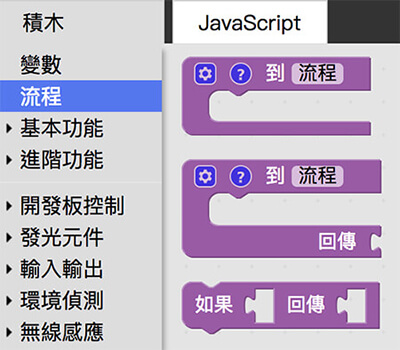 積木
JavaScript
變數
流程
基本功能
進階功能
開發板控制
發光元件
輸入輸出
環境偵測
無線感應
? 到 流程
? 到 流程
回傳
如果 回傳